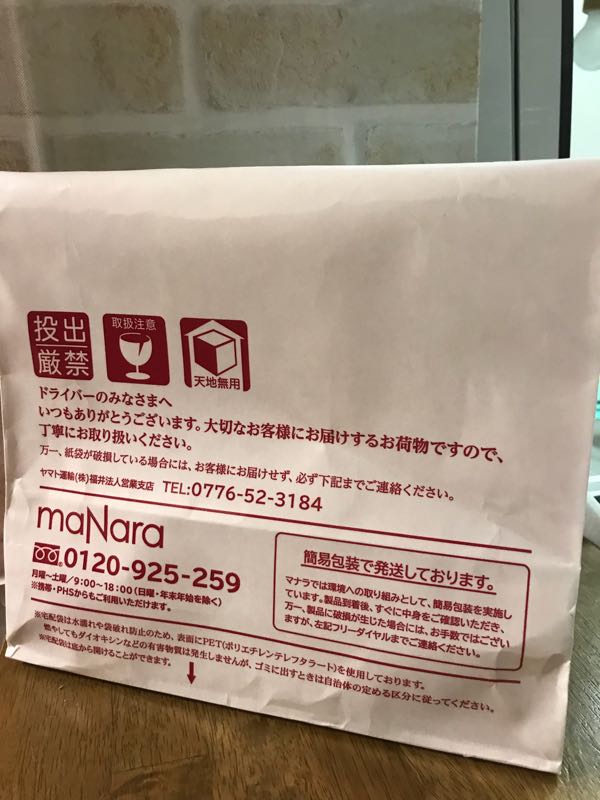 投出
厳禁
取扱注意
天地無用
ドライバーのみなさまへ
いつもありがとうございます。大切なお客様にお届けするお荷物ですので、
丁寧にお取り扱いください。
万一、紙袋が破損している場合には、お客様にお届けせず、必ず下記までご連絡ください。
ヤマト運輸(株)福井法人営業支店 TEL:0776-52-3184
maNara
0120-925-259
月曜〜土曜/9:00〜18:00(日曜・年末年始を除く)
※携帯・PHSからもご利用いただけます。
簡易包装で発送しております。
マナラでは環境への取り組みとして、簡易包装を実施し
ています。製品到着後、すぐに中身をご確認いただき、
万一、製品に破損が生じた場合には、お手数ではござい
ますが、左記フリーダイヤルまでご連絡ください。
※宅配袋は水濡れや袋破れ防止のため、表面にPET(ポリエチレンテレフタラート)を使用しております。
燃やしてもダイオキシンなどの有害物質は発生しませんが、ゴミに出すときは自治体の定める区分に従ってください。
※宅配袋は底から開けることができます。